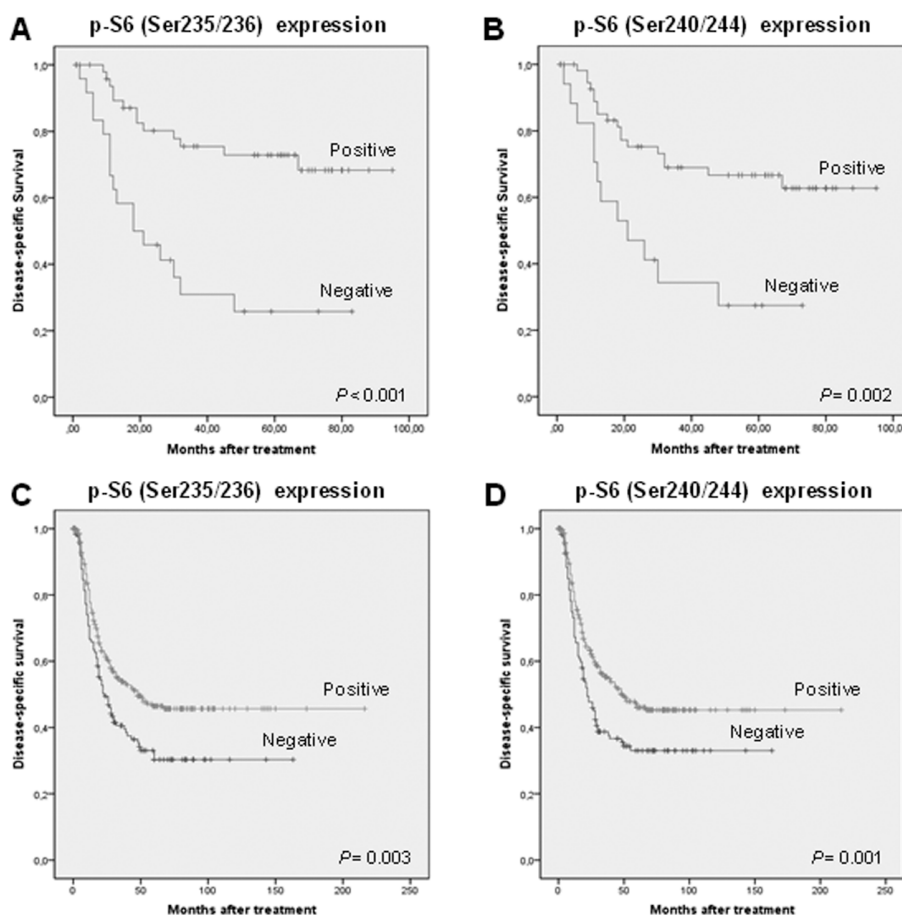 A
p-S6 (Ser235/236) expression
Disease-specific Survival
1,0
0,8
0,6
0,4
0,2
0,0
Positive
Negative
P < 0.001
,00
20,00
40,00
60,00
80,00
100,00
Months after treatment
B
p-S6 (Ser240/244) expression
Disease-specific Survival
1,0
0,8
0,6
0,4
0,2
0,0
Positive
Negative
P = 0.002
,00
20,00
40,00
60,00
80,00
100,0
Months after treatment
C
p-S6 (Ser235/236) expression
Disease-specific survival
1,0
0,8
0,6
0,4
0,2
0,0
Positive
Negative
P = 0.003
0
50
100
150
200
250
Months after treatment
D
p-S6 (Ser240/244) expression
Disease-specific survival
1,0
0,8
0,6
0,4
0,2
0,0
Positive
Negative
P = 0.001
0
50
100
150
200
250
Months after treatment